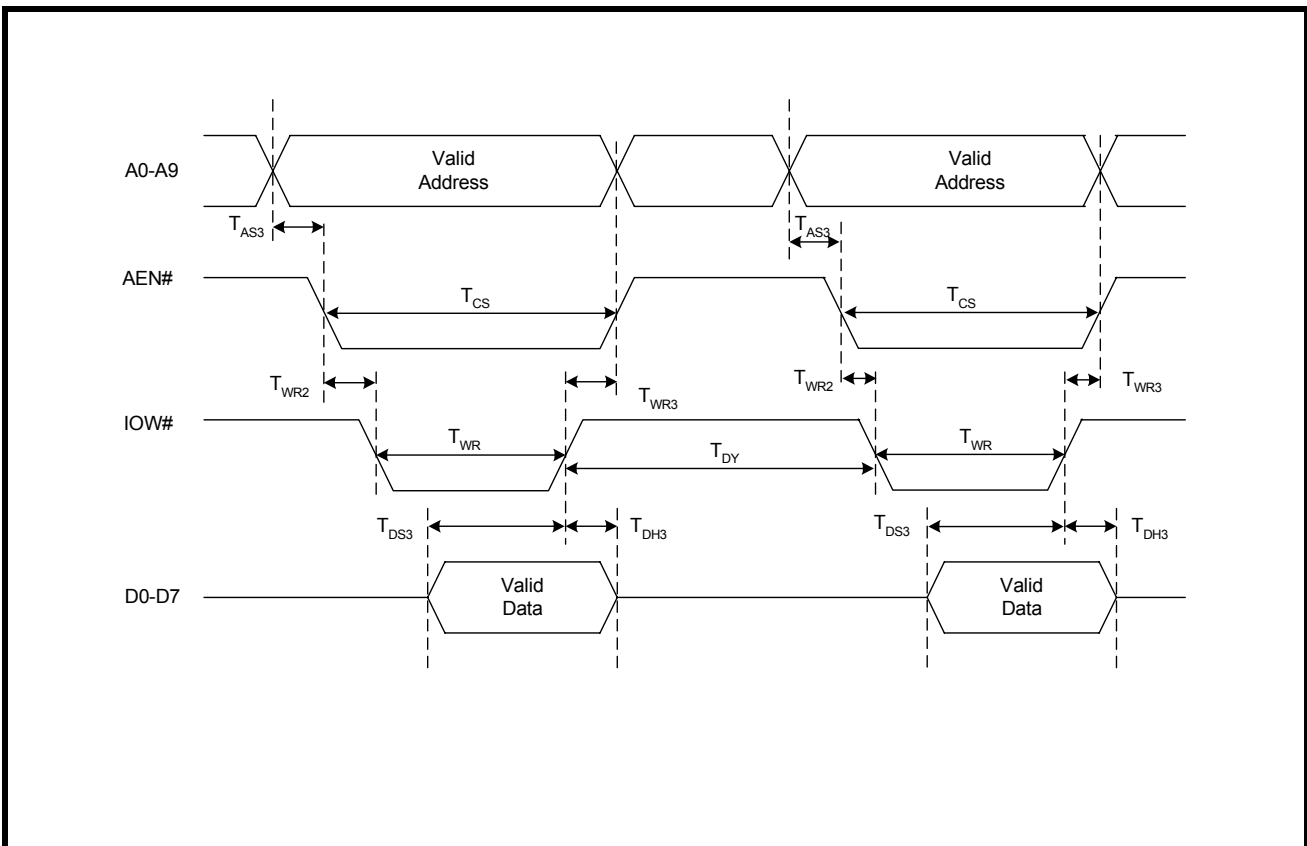 A0-A9
Valid
Address
Valid
Address
TAS3
TAS3
AEN#
TCS
TCS
TWR2
TWR3
TWR2
TWR3
IOW#
TWR
TDY
TWR
TDS3
TDH3
TDS3
TDH3
D0-D7
Valid
Data
Valid
Data